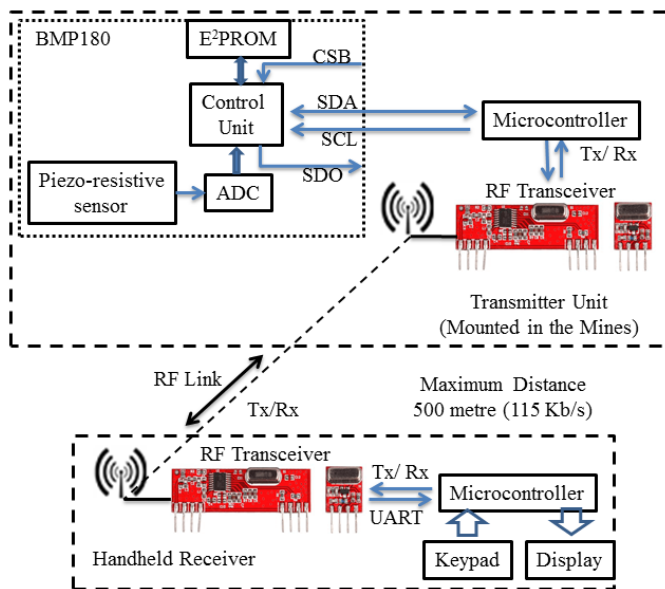 BMP180
E²PROM
CSB
Control
Unit
SDA
SCL
Microcontroller
Tx/ Rx
Piezo-resistive
sensor
ADC
SDO
RF Transceiver
Transmitter Unit
(Mounted in the Mines)
RF Link
Tx/Rx
Maximum Distance
500 metre (115 Kb/s)
RF Transceiver
Tx/ Rx
UART
Microcontroller
Handheld Receiver
Keypad
Display